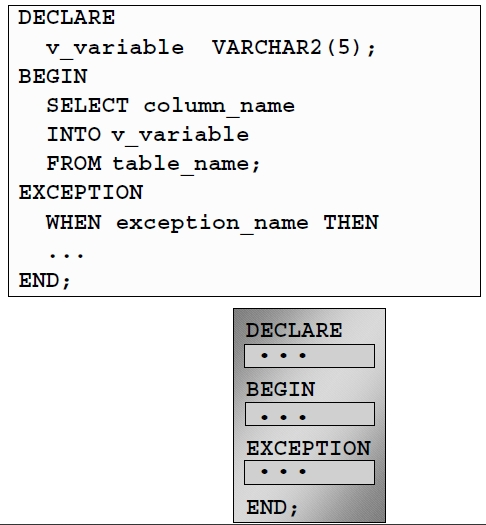 DECLARE
v_variable VARCHAR2(5);
BEGIN
SELECT column_name
INTO v_variable
FROM table_name;
EXCEPTION
WHEN exception_name THEN
...
END;
DECLARE
...
BEGIN
...
EXCEPTION
...
END;